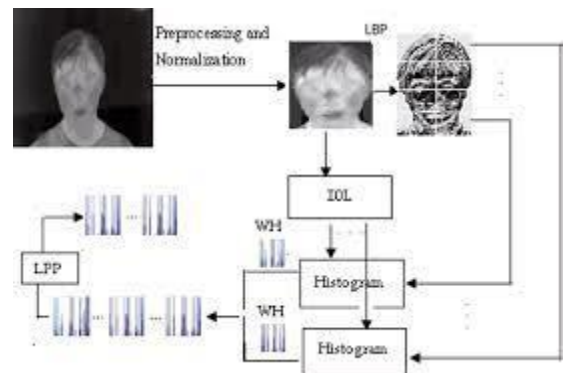 Preprocessing and
Normalization
LBP
IOL
WH
Histogram
LPP
WH
Histogram